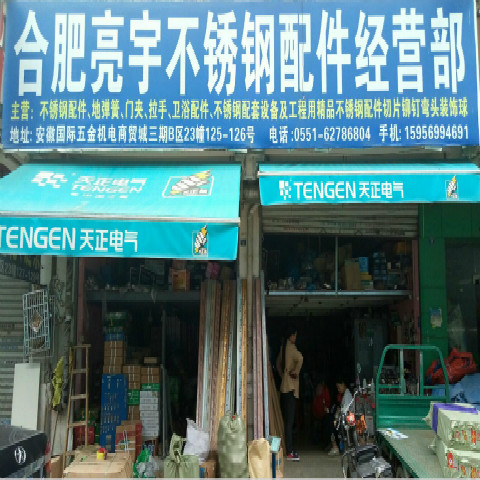 合肥亮宇不锈钢配件经营部
主营:不锈钢配件、地弹簧、门夹、拉手、卫浴配件、不锈钢配套设备及工程用精品不锈钢配件切片铆钉弯头装饰球
地址:安徽国际五金机电商贸城三期B区23幢125-126号 电话:0551-62786804 手机:15956994691
天正电气
TENGEN
TENGEN 天正电气
TENGEN 天正电气